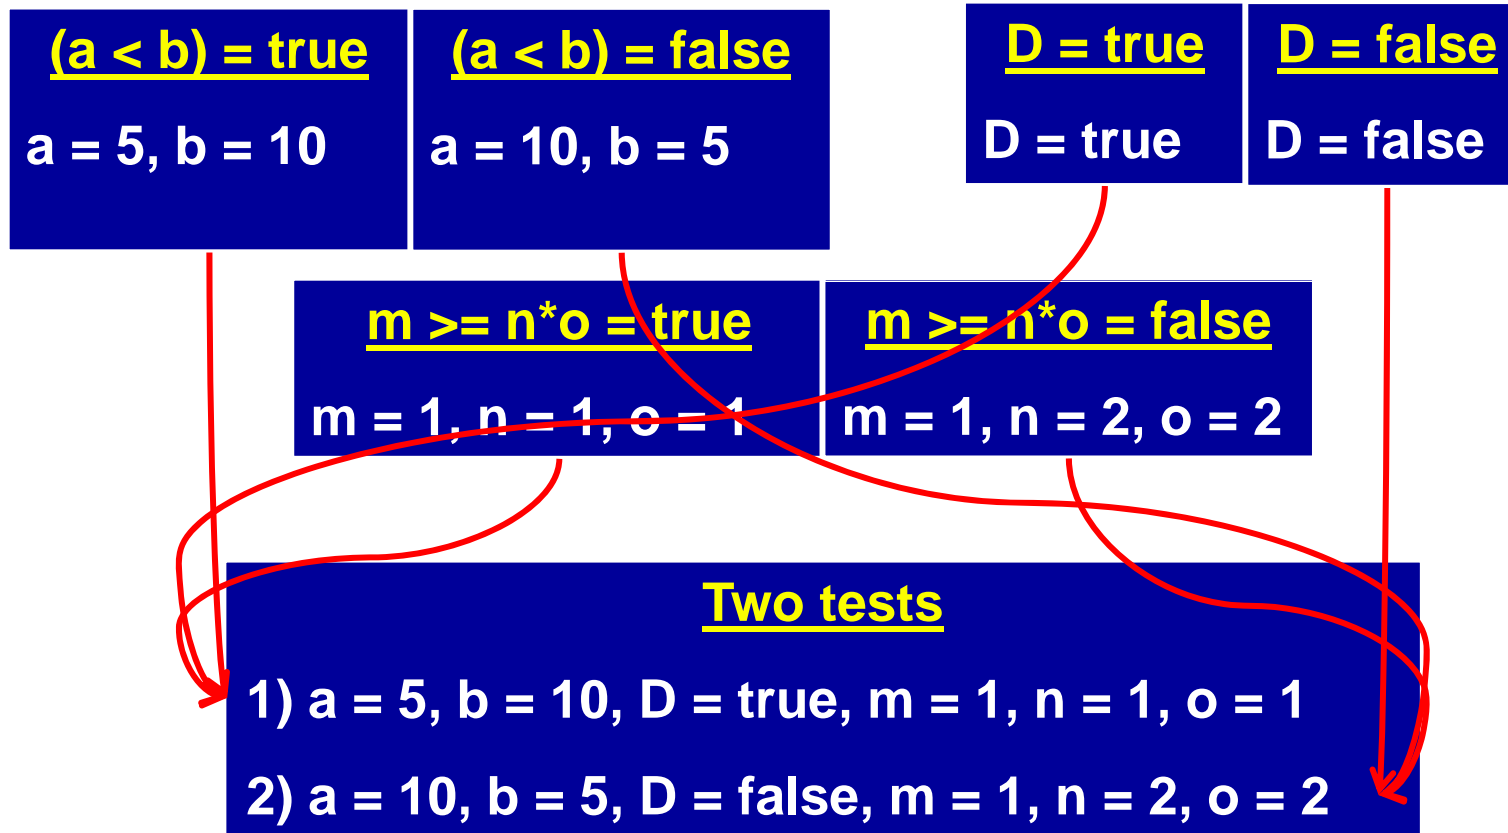 (a < b) = true
a = 5, b = 10
(a < b) = false
a = 10, b = 5
D = true
D = true
D = false
D = false
m >= n*o = true
m = 1, n = 1, o = 1
m >= n*o = false
m = 1, n = 2, o = 2
Two tests
1) a = 5, b = 10, D = true, m = 1, n = 1, o = 1
2) a = 10, b = 5, D = false, m = 1, n = 2, o = 2